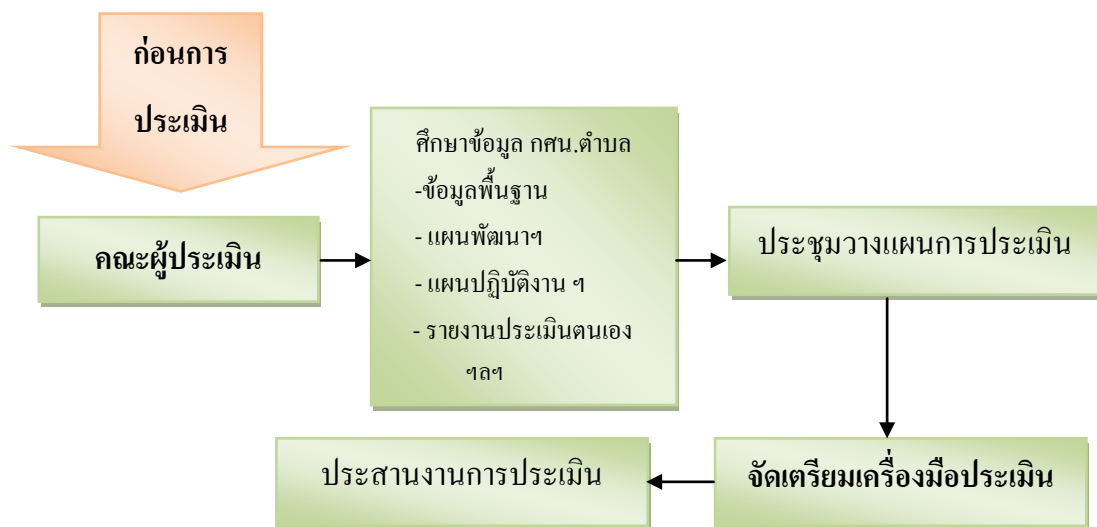 ก่อนการ
ประเมิน
คณะผู้ประเมิน
ศึกษาข้อมูล กศน.ตำบล
-ข้อมูลพื้นฐาน
- แผนพัฒนาฯ
- แผนปฏิบัติงาน ฯ
- รายงานประเมินตนเอง
ฯลฯ
ประชุมวางแผนการประเมิน
จัดเตรียมเครื่องมือประเมิน
ประสานงานการประเมิน